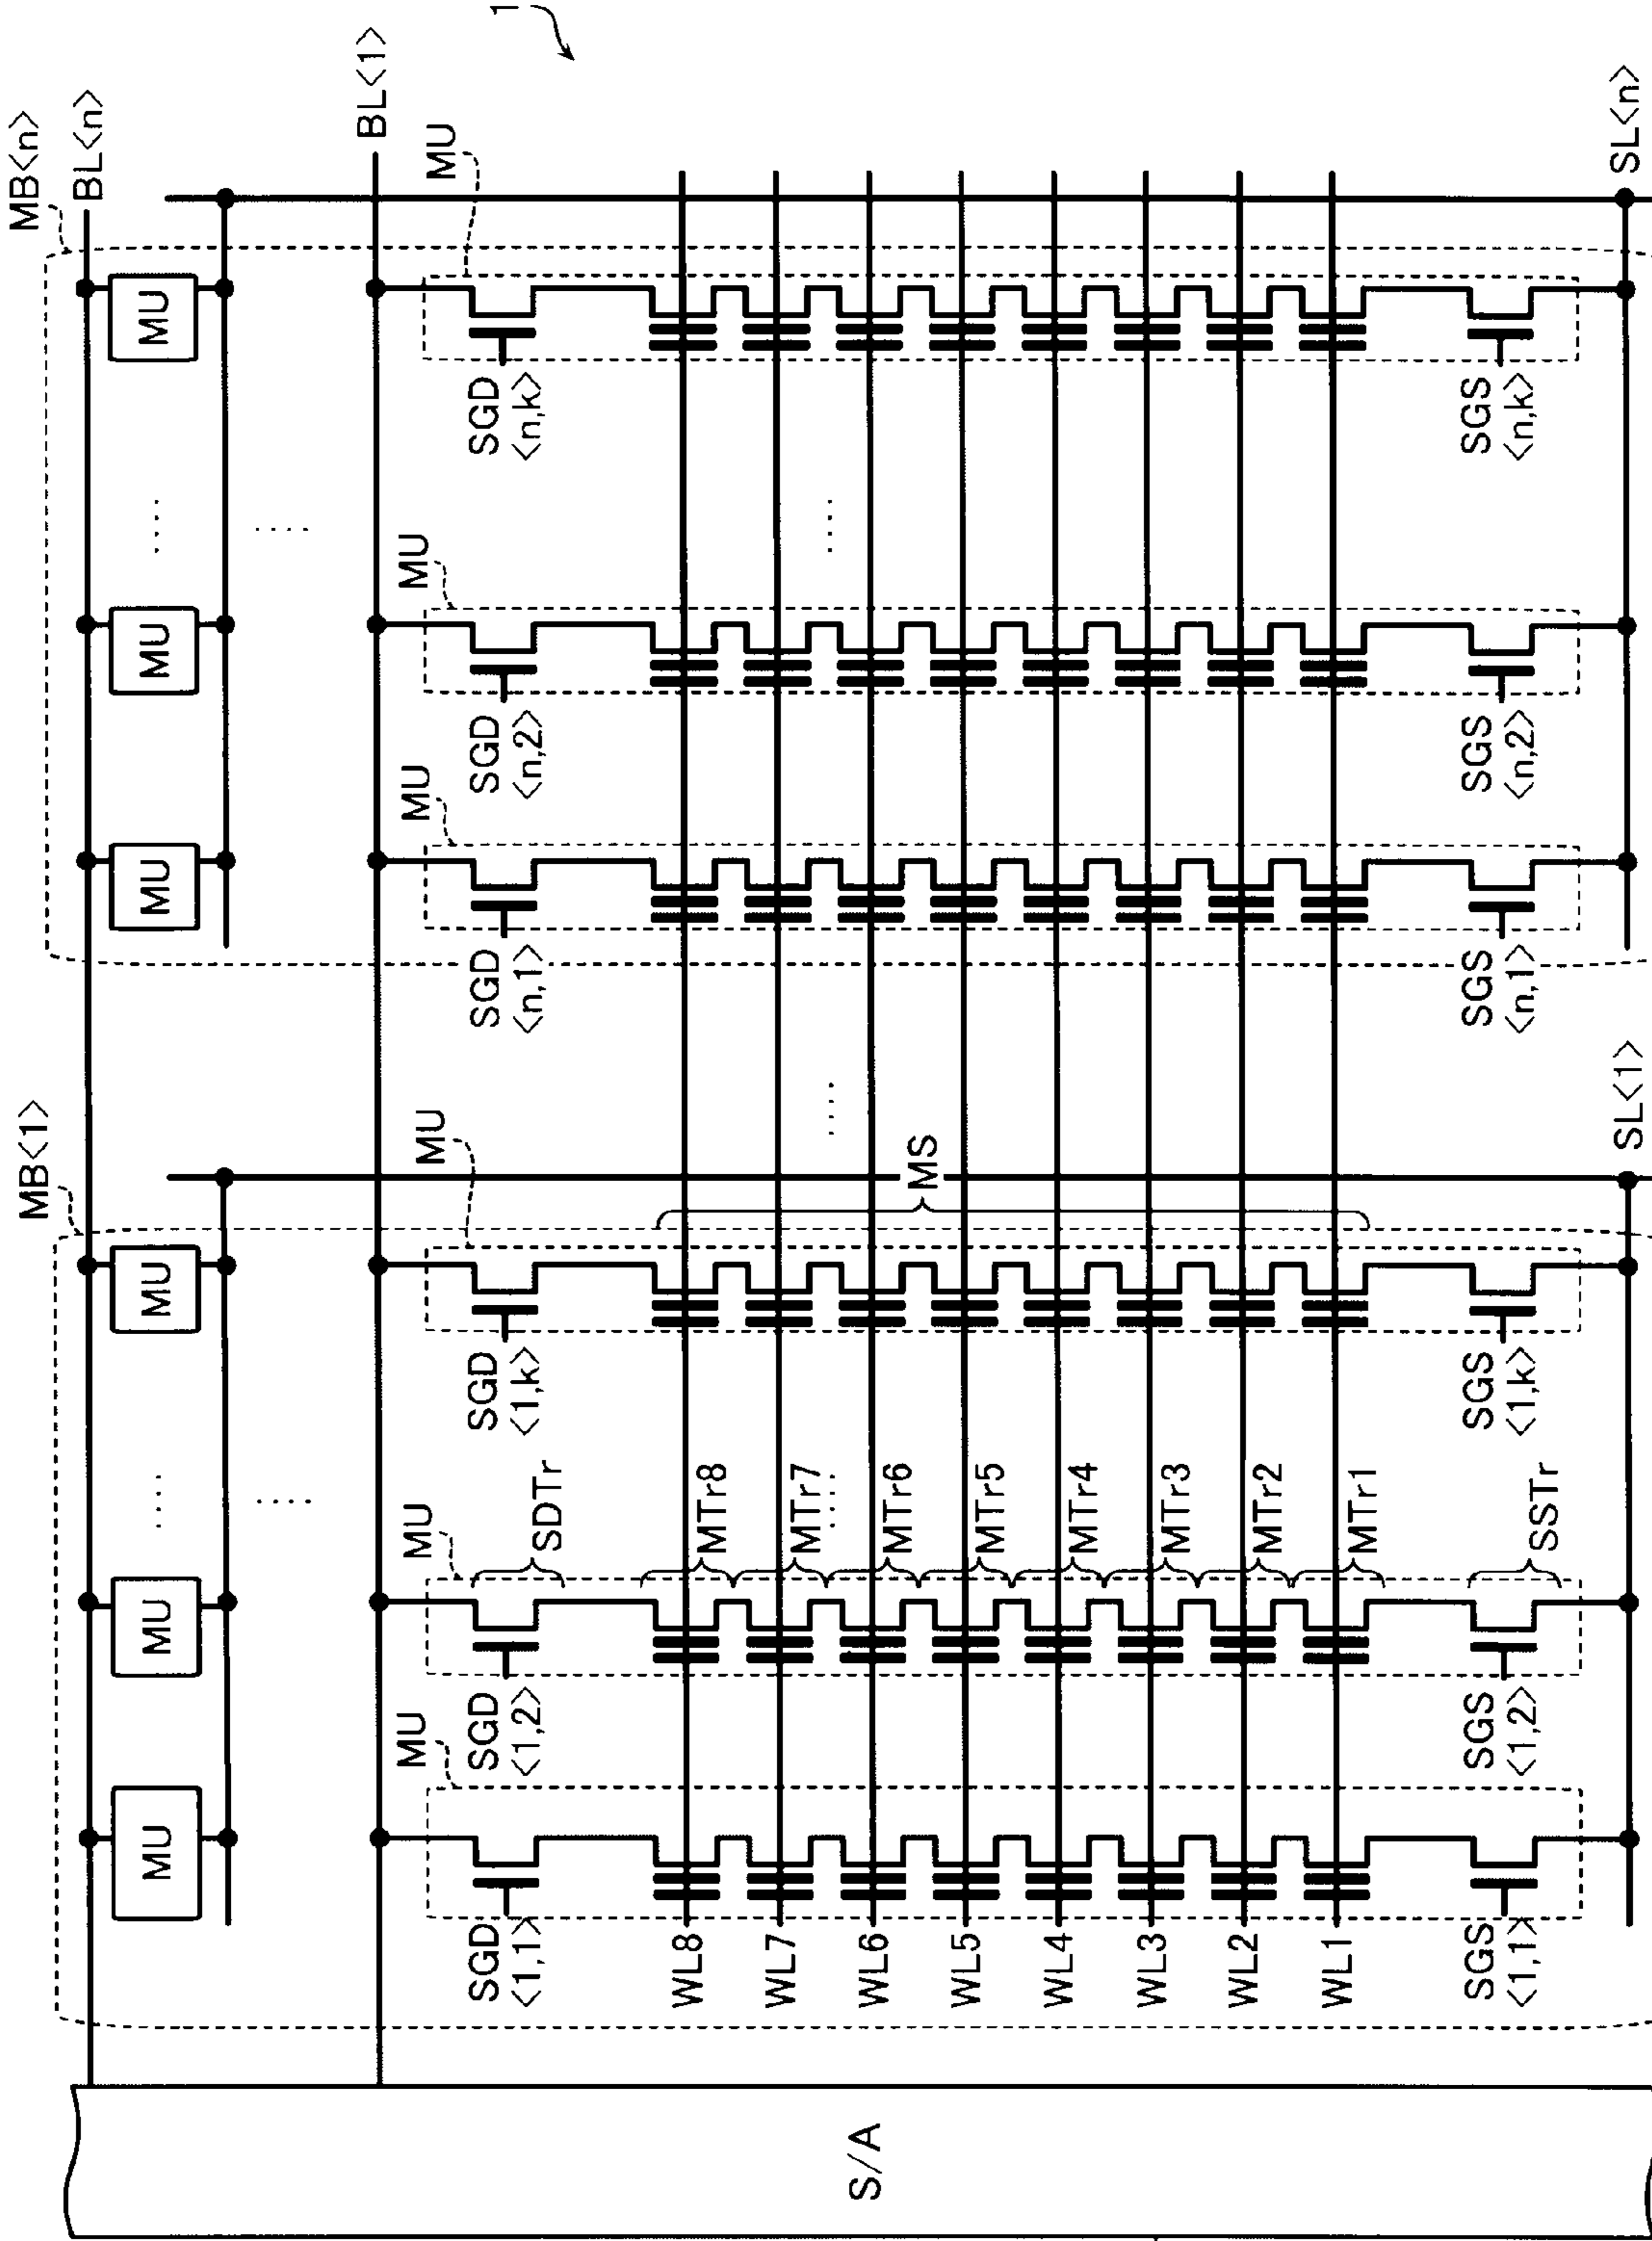 1
MB<n>
BL<n>
BL<1>
MU
MU
MU
MU
MU
MU
SGD
<n,k>
SGD
<n,2>
SGD
<n,1>
SGS
<n,k>
SGS
<n,2>
SGS
<n,1>
SL<n>
MB<1>
MU
MU
MU
MU
MU
MU
MS
SL<1>
SGD
<1,k>
SGD
<1,2>
SGD
<1,1>
SDTr
MTr8
MTr7
MTr6
MTr5
MTr4
MTr3
MTr2
MTr1
SSTr
SGS
<1,k>
SGS
<1,2>
SGS
<1,1>
WL8
WL7
WL6
WL5
WL4
WL3
WL2
WL1
S/A